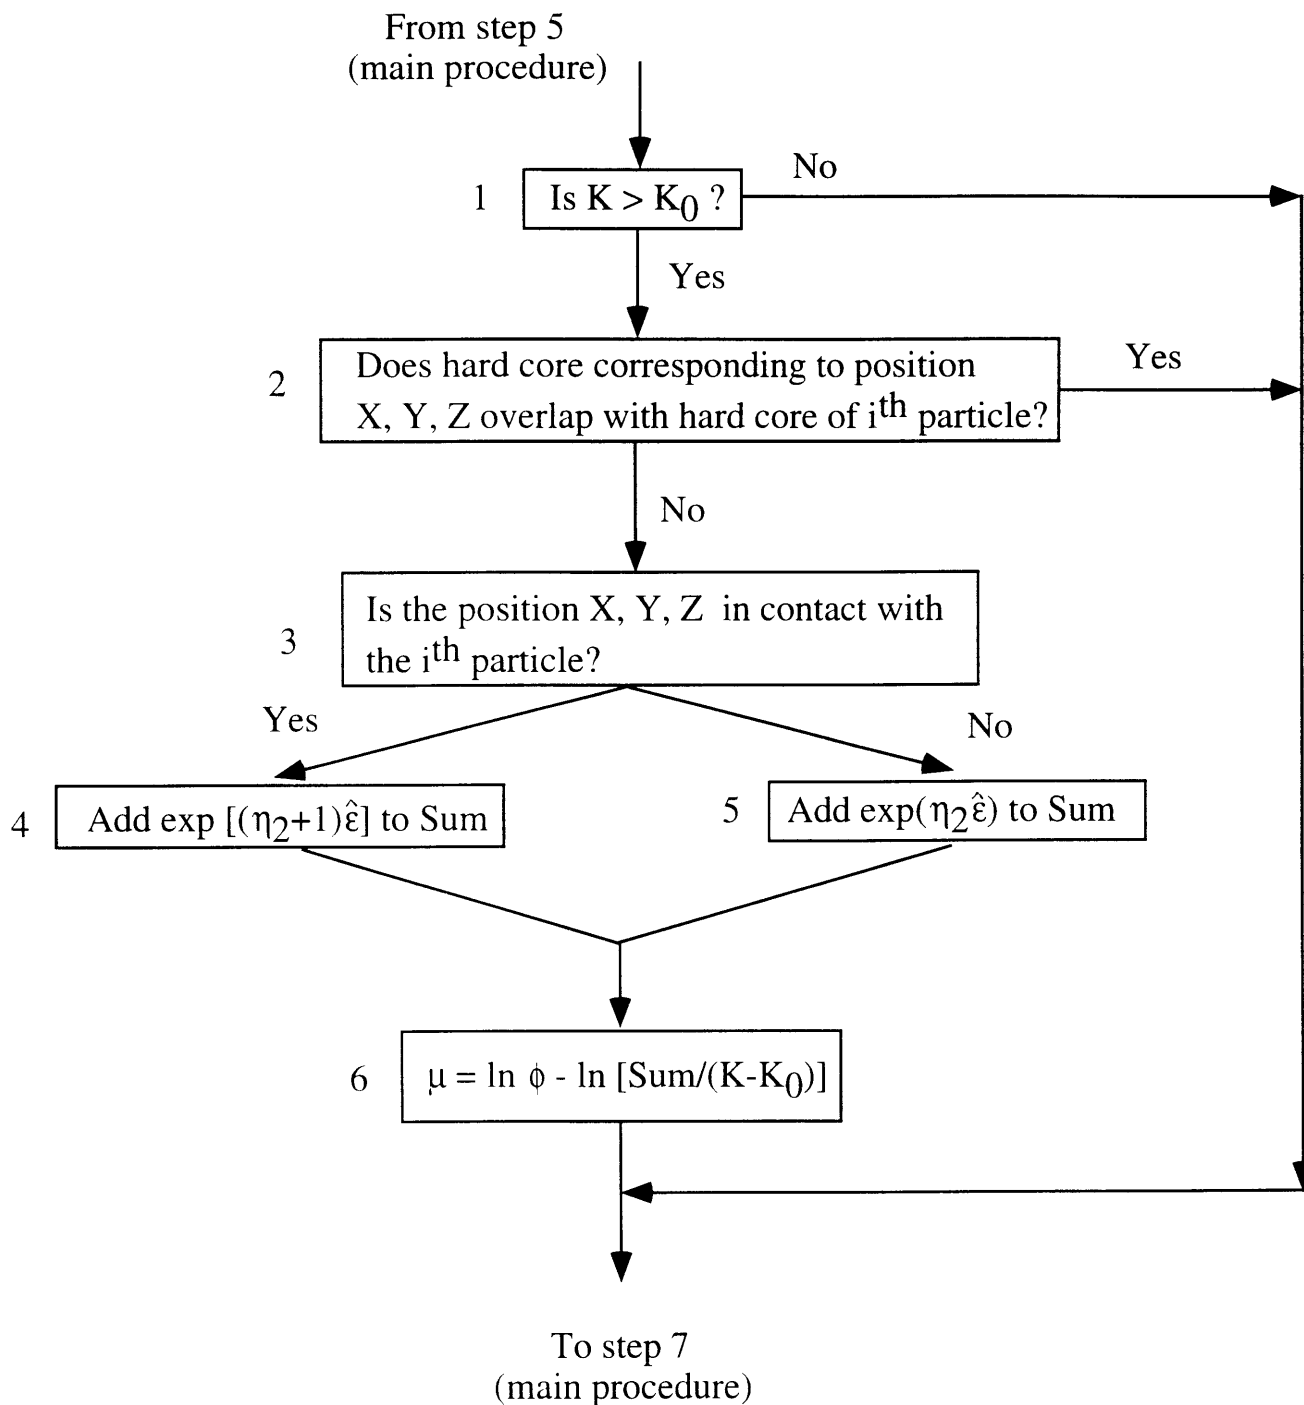 From step 5
(main procedure)
No
1
Is K > K0 ?
Yes
2
Does hard core corresponding to position
X, Y, Z overlap with hard core of ith particle?
Yes
No
3
Is the position X, Y, Z in contact with
the ith particle?
Yes
No
4
Add exp [(η2+1)ε̂] to Sum
5
Add exp(η2ε̂) to Sum
6
μ = ln ϕ - ln [Sum/(K-K0)]
To step 7
(main procedure)